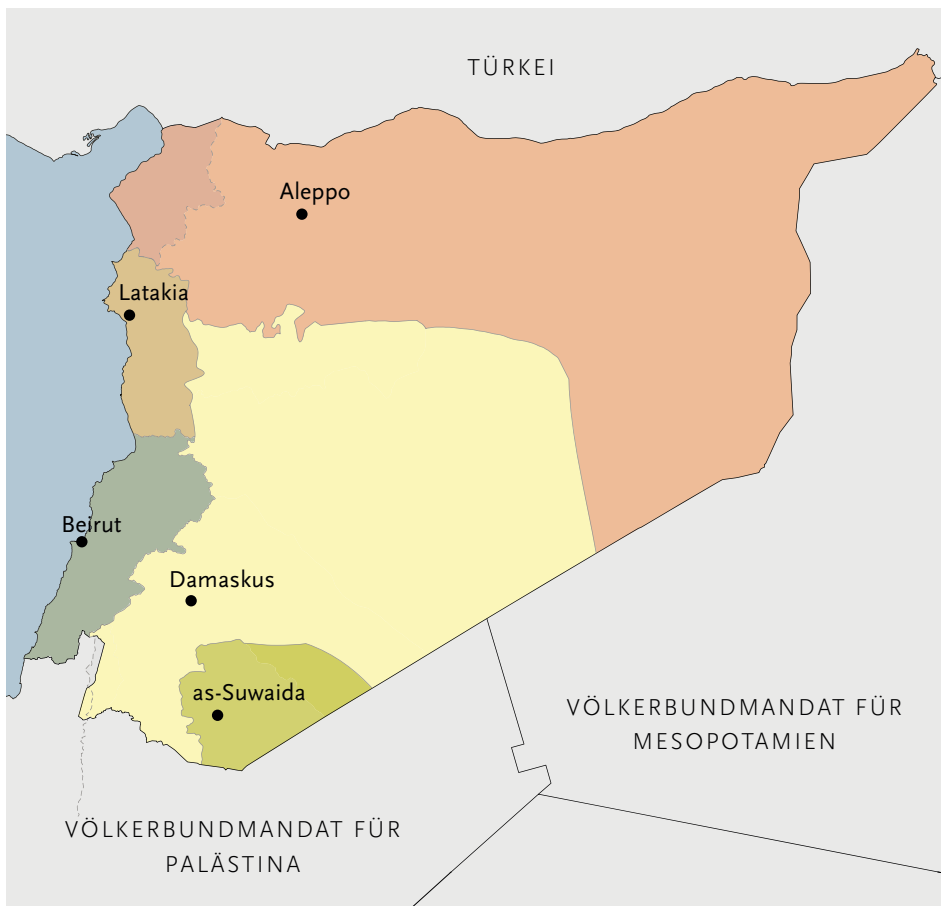 TÜRKEI
Aleppo
Latakia
Beirut
Damaskus
as-Suwaida
VÖLKERBUNDMANDAT FÜR
MESOPOTAMIEN
VÖLKERBUNDMANDAT FÜR
PALÄSTINA